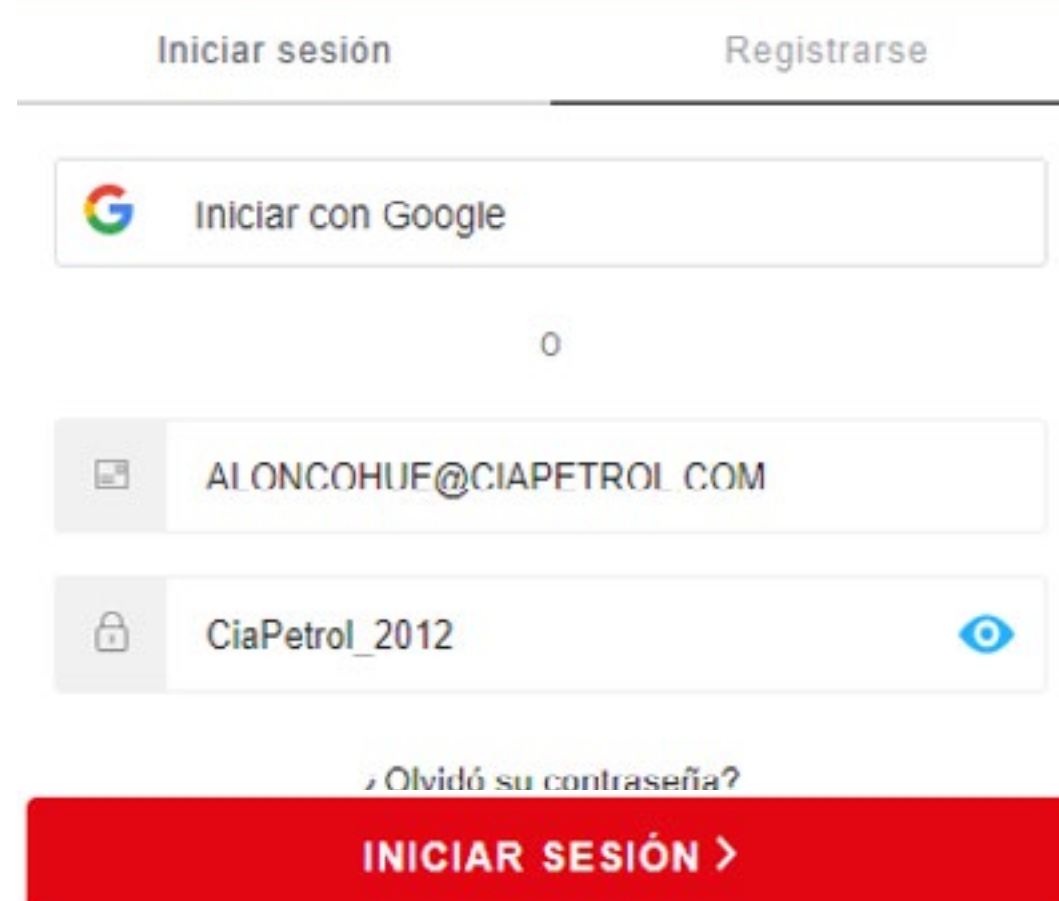 Iniciar sesión Registrarse
Iniciar con Google
o
ALONCOHUE@CIAPETROL.COM
CiaPetrol_2012
¿Olvidó su contraseña?
INICIAR SESIÓN >